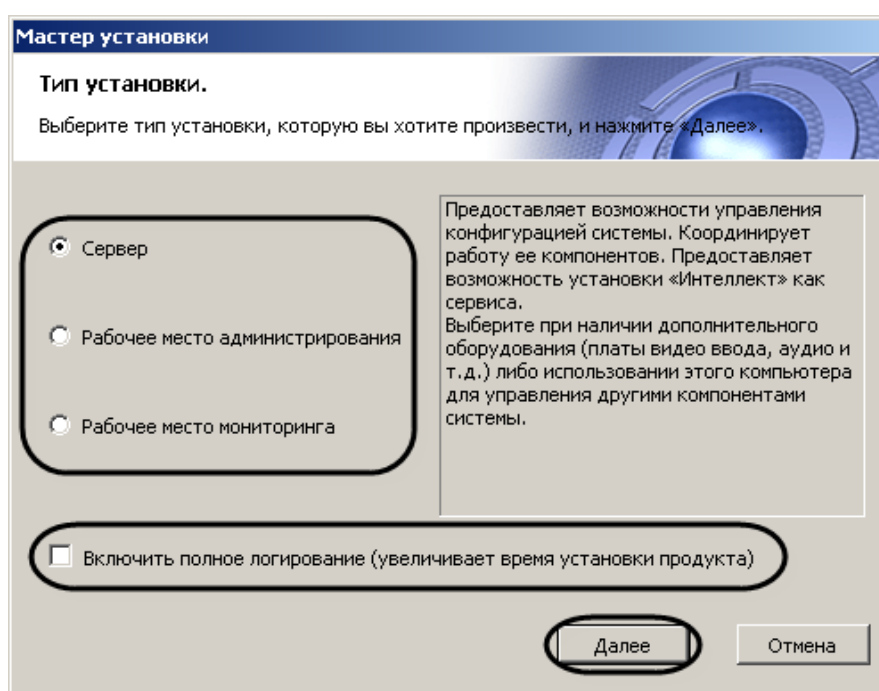 Мастер установки
Тип установки.
Выберите тип установки, которую вы хотите произвести, и нажмите «Далее».
Сервер
Рабочее место администрирования
Рабочее место мониторинга
Предоставляет возможности управления
конфигурацией системы. Координирует
работу ее компонентов. Предоставляет
возможность установки «Интеллект» как
сервиса.
Выберите при наличии дополнительного
оборудования (платы видео ввода, аудио и
т.д.) либо использовании этого компьютера
для управления другими компонентами
системы.
Включить полное логирование (увеличивает время установки продукта)
Далее
Отмена